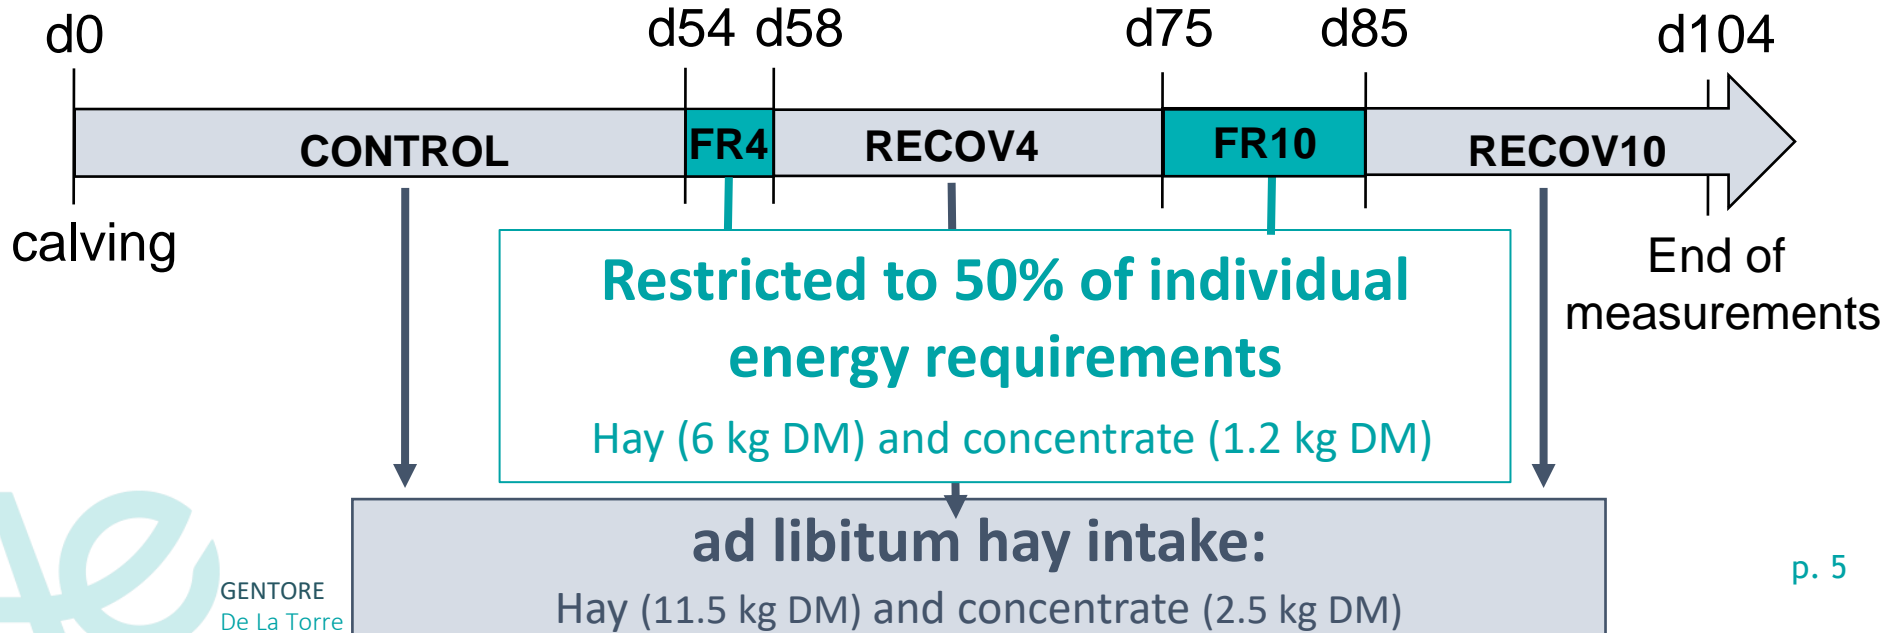 d0 d54 d58 d75 d85 d104
CONTROL FR4 RECOV4 FR10 RECOV10
calving
End of
measurements
Restricted to 50% of individual
energy requirements
Hay (6 kg DM) and concentrate (1.2 kg DM)
ad libitum hay intake:
Hay (11.5 kg DM) and concentrate (2.5 kg DM)
GENTORE
De La Torre
p. 5